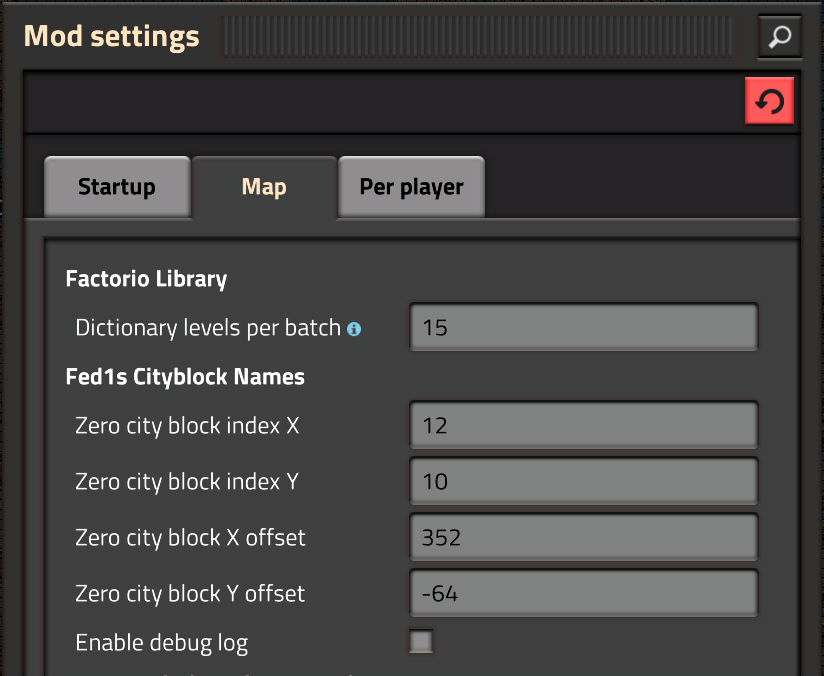 Mod settings
Startup
Map
Per player
Factorio Library
Dictionary levels per batch
15
Fed1s Cityblock Names
Zero city block index X
12
Zero city block index Y
10
Zero city block X offset
352
Zero city block Y offset
-64
Enable debug log